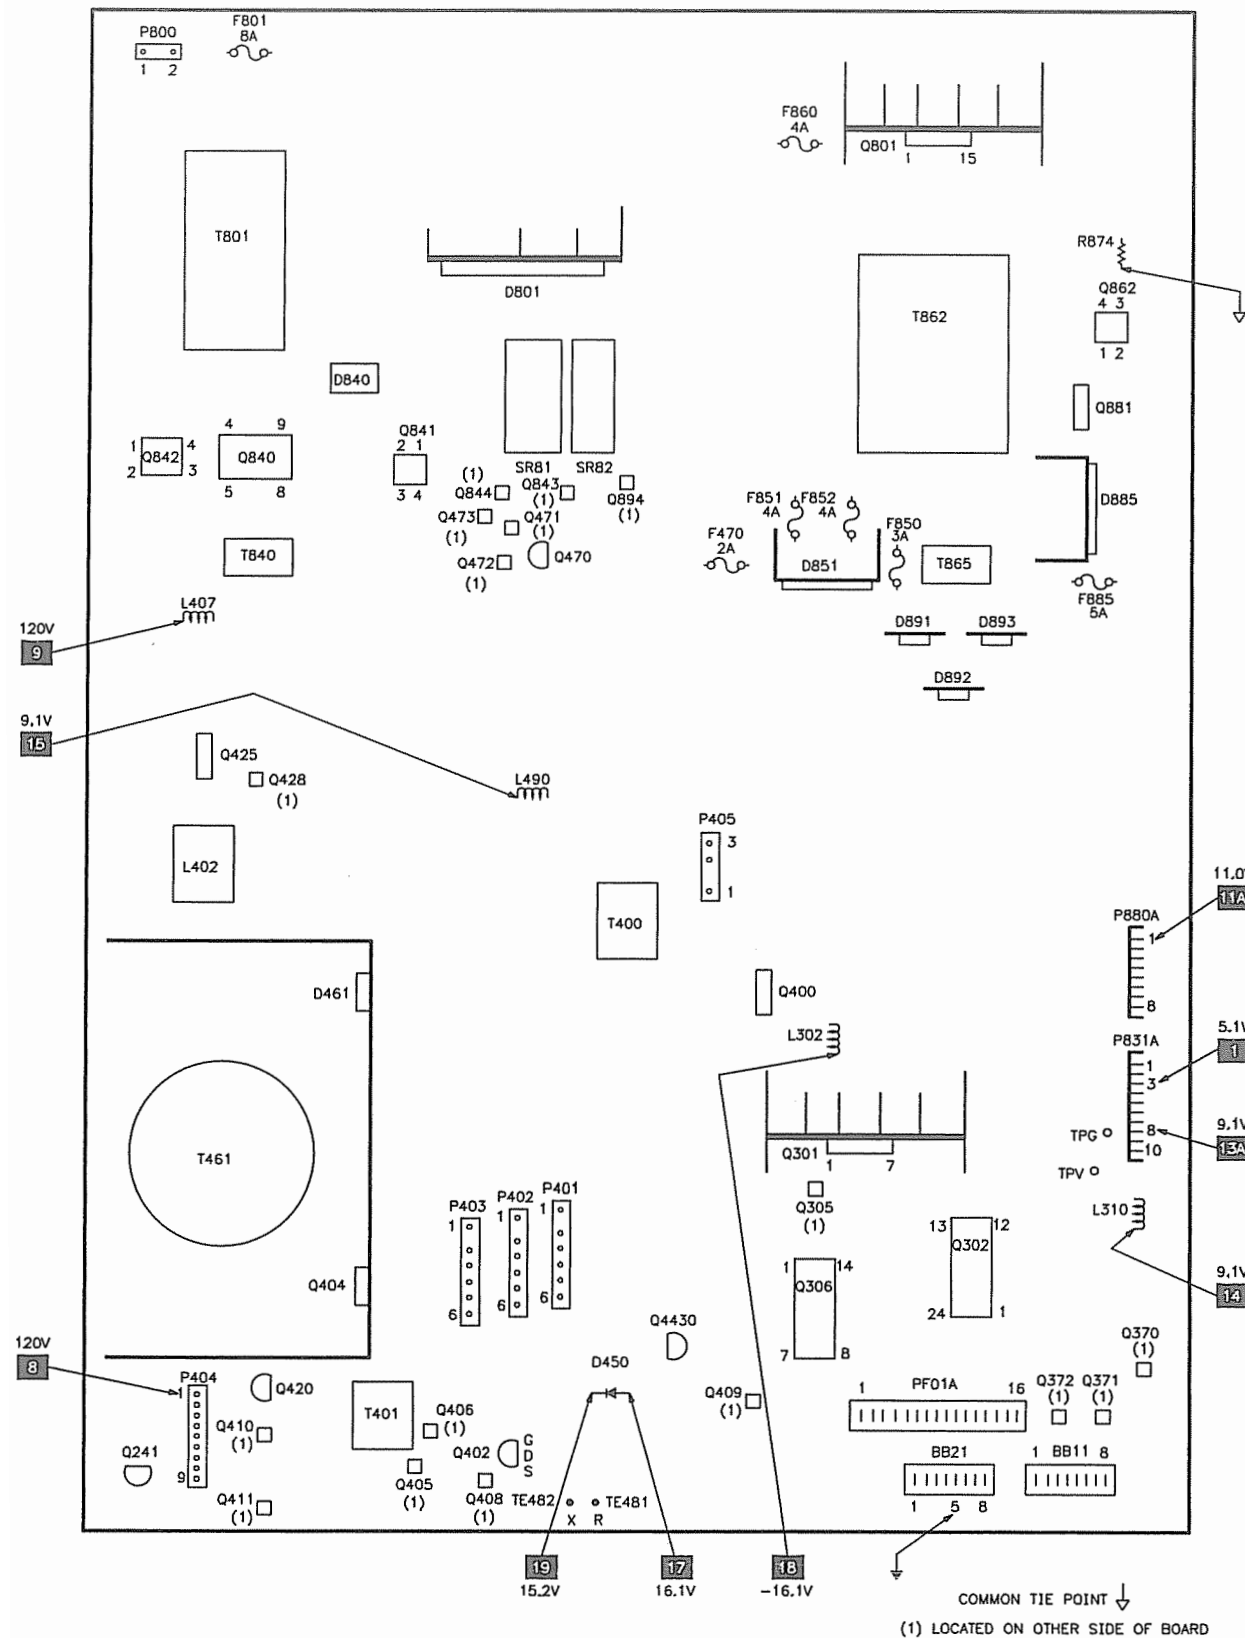 P800
F801
8A
1 2
F860
4A
Q801
1 15
T801
R874
D801
Q862
4 3
T862
1 2
D840
Q881
4 9
Q841
2 1
1 Q842 4
2 3
Q840
5 8
3 4
SR81 SR82
(1)
Q844
Q843
(1)
Q894
(1)
Q473
(1)
Q471
(1)
Q472
(1)
Q470
F851
4A
F852
4A
F850
3A
D885
F470
2A
D851
T840
T865
F885
5A
L407
120V
9
D891 D893
D892
9.1V
15
Q425
Q428
(1)
L490
P405
3
1
L402
T400
11.0
11A
P880A
1
8
D461
Q400
L302
5.1V
1
P831A
1
3
8
10
9.1V
13A
TPG
TPV
T461
Q301
1 7
Q305
(1)
L310
P403
1
6
P402
1
6
P401
1
6
13 12
Q302
24 1
1 14
Q306
7 8
9.1V
14
Q404
Q4430
120V
8
P404
1
9
Q420
D450
Q370
(1)
Q372
(1)
Q371
(1)
1 PF01A 16
T401
Q409
(1)
Q406
(1)
Q410
(1)
Q241
Q402
G
D
S
Q405
(1)
BB21
1 5 8
1 BB11 8
Q411
(1)
Q408
(1)
TE482 TE481
X R
19
15.2V
17
16.1V
18
-16.1V
COMMON TIE POINT
(1) LOCATED ON OTHER SIDE OF BOARD